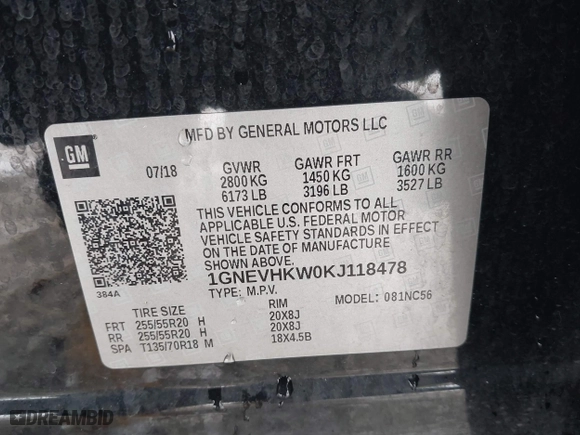 MFD BY GENERAL MOTORS LLC
GM
07/18 GVWR GAWR FRT GAWR RR
2800 KG 1450 KG 1600 KG
6173 LB 3196 LB 3527 LB
THIS VEHICLE CONFORMS TO ALL
APPLICABLE U.S. FEDERAL MOTOR
VEHICLE SAFETY STANDARDS IN EFFECT
ON THE DATE OF MANUFACTURE
SHOWN ABOVE.
1GNEVHKW0KJ118478
384A TYPE: M.P.V. MODEL: 081NC56
TIRE SIZE RIM
FRT 255/55R20 H 20X8J
RR 255/55R20 H 20X8J
SPA T135/70R18 M 18X4.5B
DREAMBID